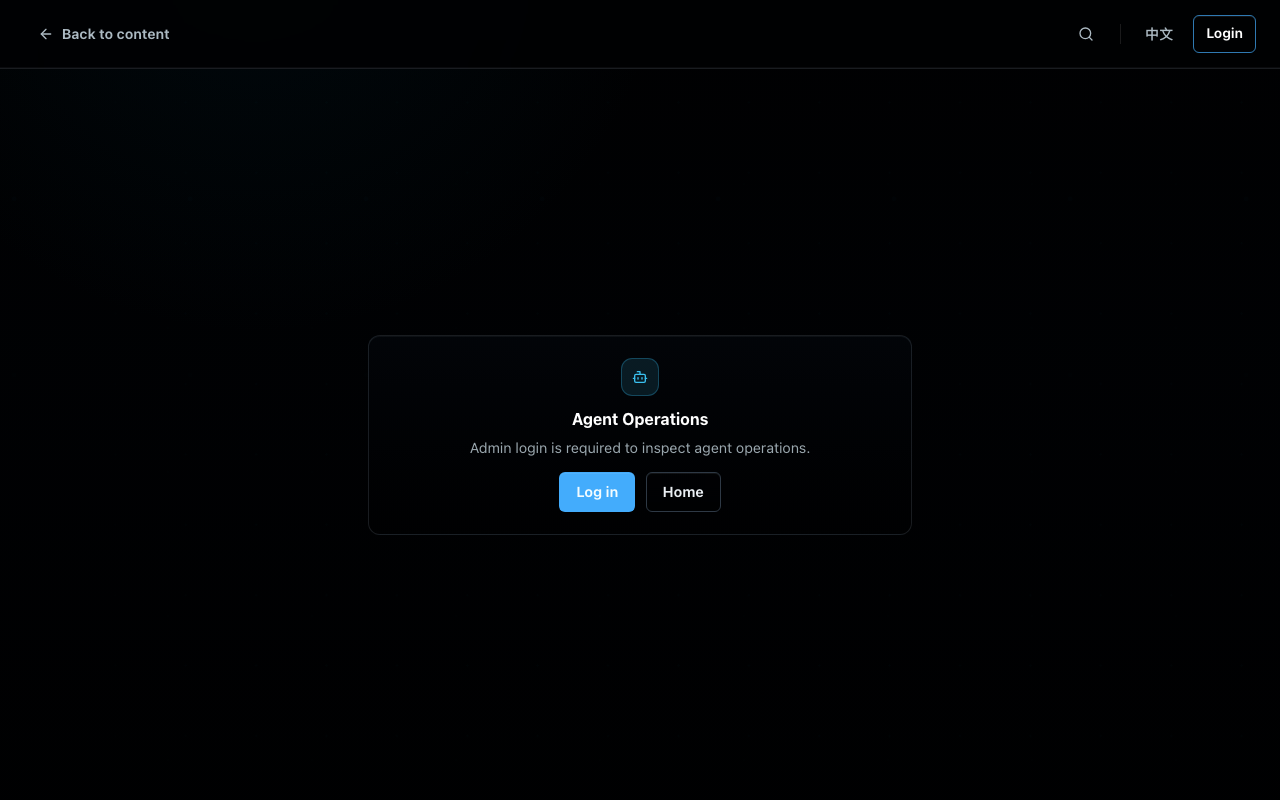 Back to content
中文
Login
Agent Operations
Admin login is required to inspect agent operations.
Log in
Home